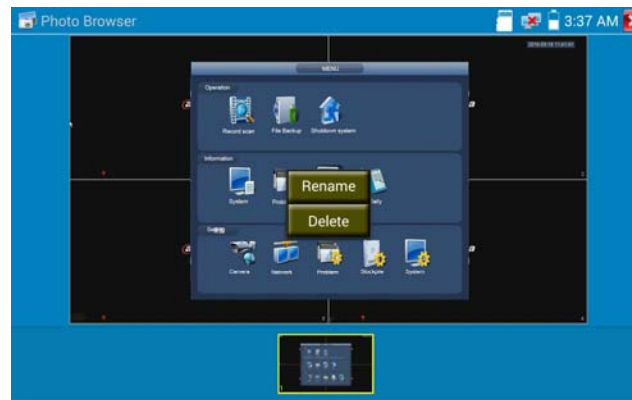 Photo Browser
3:37 AM
MENU
Operation
Record scan
File Backup
Shutdown system
Information
System
Rename
Delete
Camera
Network
Problem
Stockpile
System
1